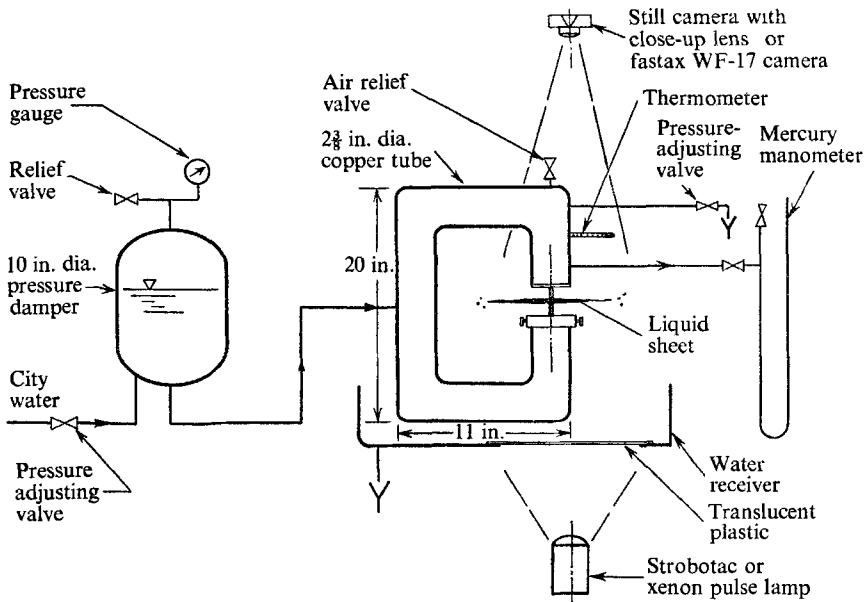 Still camera with
close-up lens or
fastax WF-17 camera
Pressure
gauge
Air relief
valve
Thermometer
2 3/8 in. dia.
copper tube
Pressure-
adjusting
valve
Mercury
manometer
Relief
valve
10 in. dia.
pressure
damper
20 in.
Liquid
sheet
City
water
11 in.
Pressure
adjusting
valve
Water
receiver
Translucent
plastic
Strobotac or
xenon pulse lamp